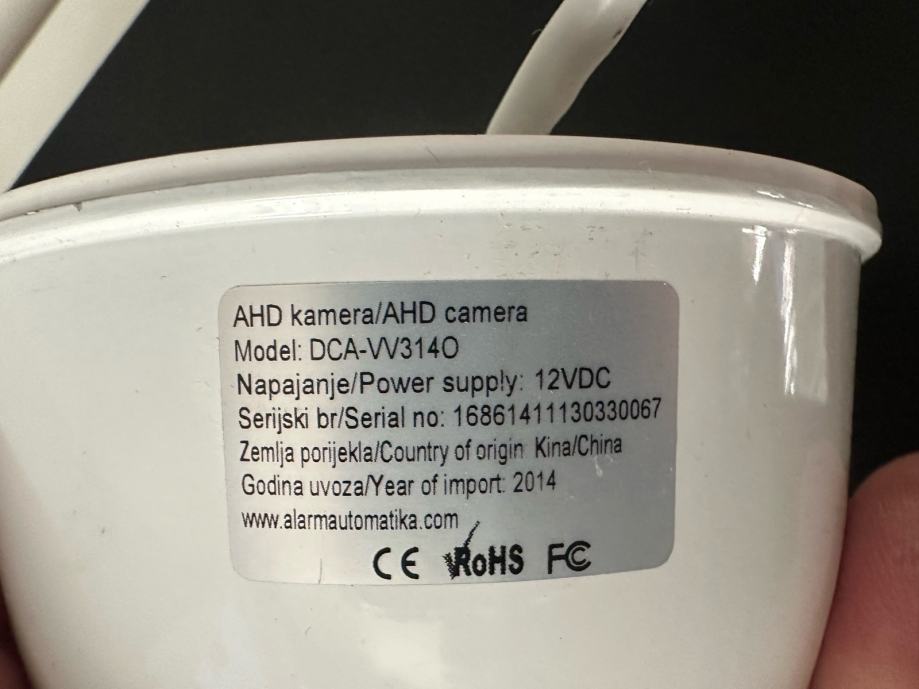 AHD kamera/AHD camera
Model: DCA-VV314O
Napajanje/Power supply: 12VDC
Serijski br/Serial no: 16861411130330067
Zemlja porijekla/Country of origin: Kina/China
Godina uvoza/Year of import: 2014
www.alarmautomatika.com
CE RoHS FC